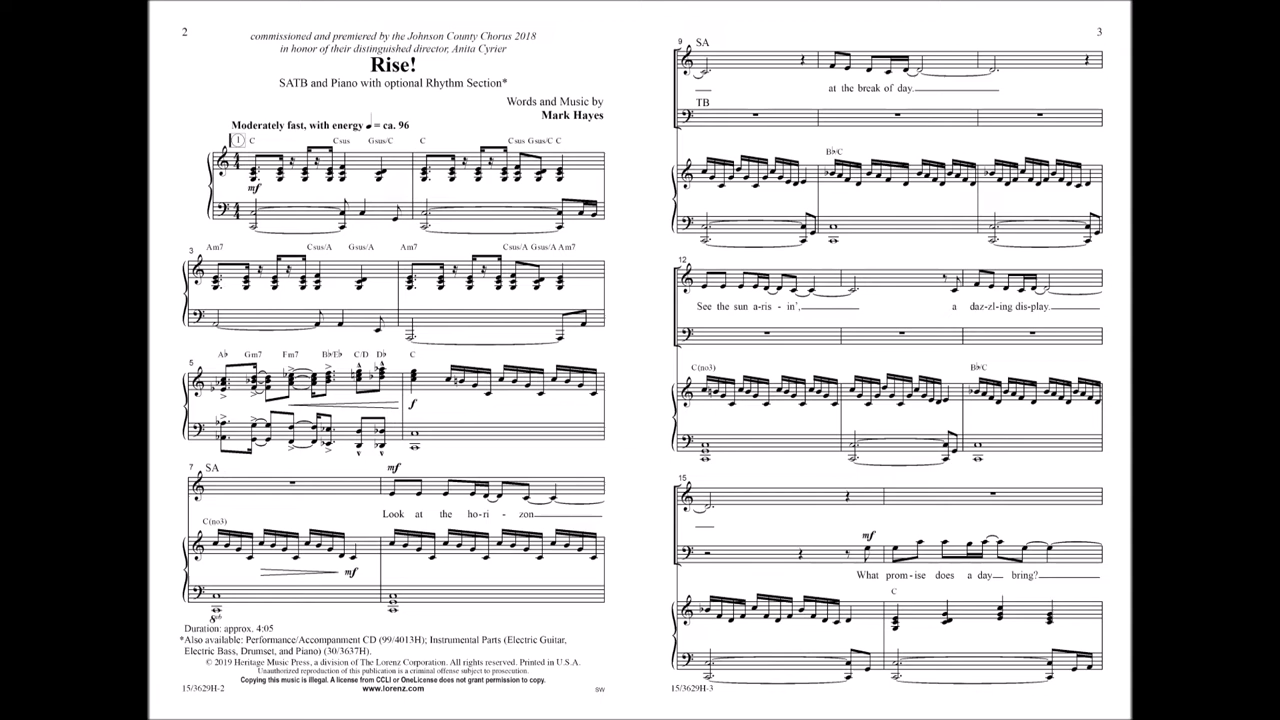 2
commissioned and premiered by the Johnson County Chorus 2018
in honor of their distinguished director, Anita Cyrier
Rise!
SATB and Piano with optional Rhythm Section*
Words and Music by
Mark Hayes
Moderately fast, with energy ♩ = ca. 96
1
C Csus Gsus/C C Csus Gsus/C C
mf
3
Am7 Csus/A Gsus/A Am7 Csus/A Gsus/A Am7
5
A♭ Gm7 Fm7 B♭/E♭ C/D D♭ C
f
7
SA
mf
Look at the ho-ri - zon
C(no3)
mf
8vb
Duration: approx. 4:05
*Also available: Performance/Accompaniment CD (99/4013H); Instrumental Parts (Electric Guitar,
Electric Bass, Drumset, and Piano) (30/3637H).
© 2019 Heritage Music Press, a division of The Lorenz Corporation. All rights reserved. Printed in U.S.A.
Unauthorized reproduction of this publication is a criminal offense subject to prosecution.
Copying this music is illegal. A license from CCLI or OneLicense does not grant permission to copy.
www.lorenz.com
15/3629H-2
SW
3
9
SA
at the break of day.
TB
B♭/C
12
See the sun a-ris - in', a daz-zl-ing dis-play.
C(no3) B♭/C
15
mf
What prom-ise does a day bring?
C
15/3629H-3